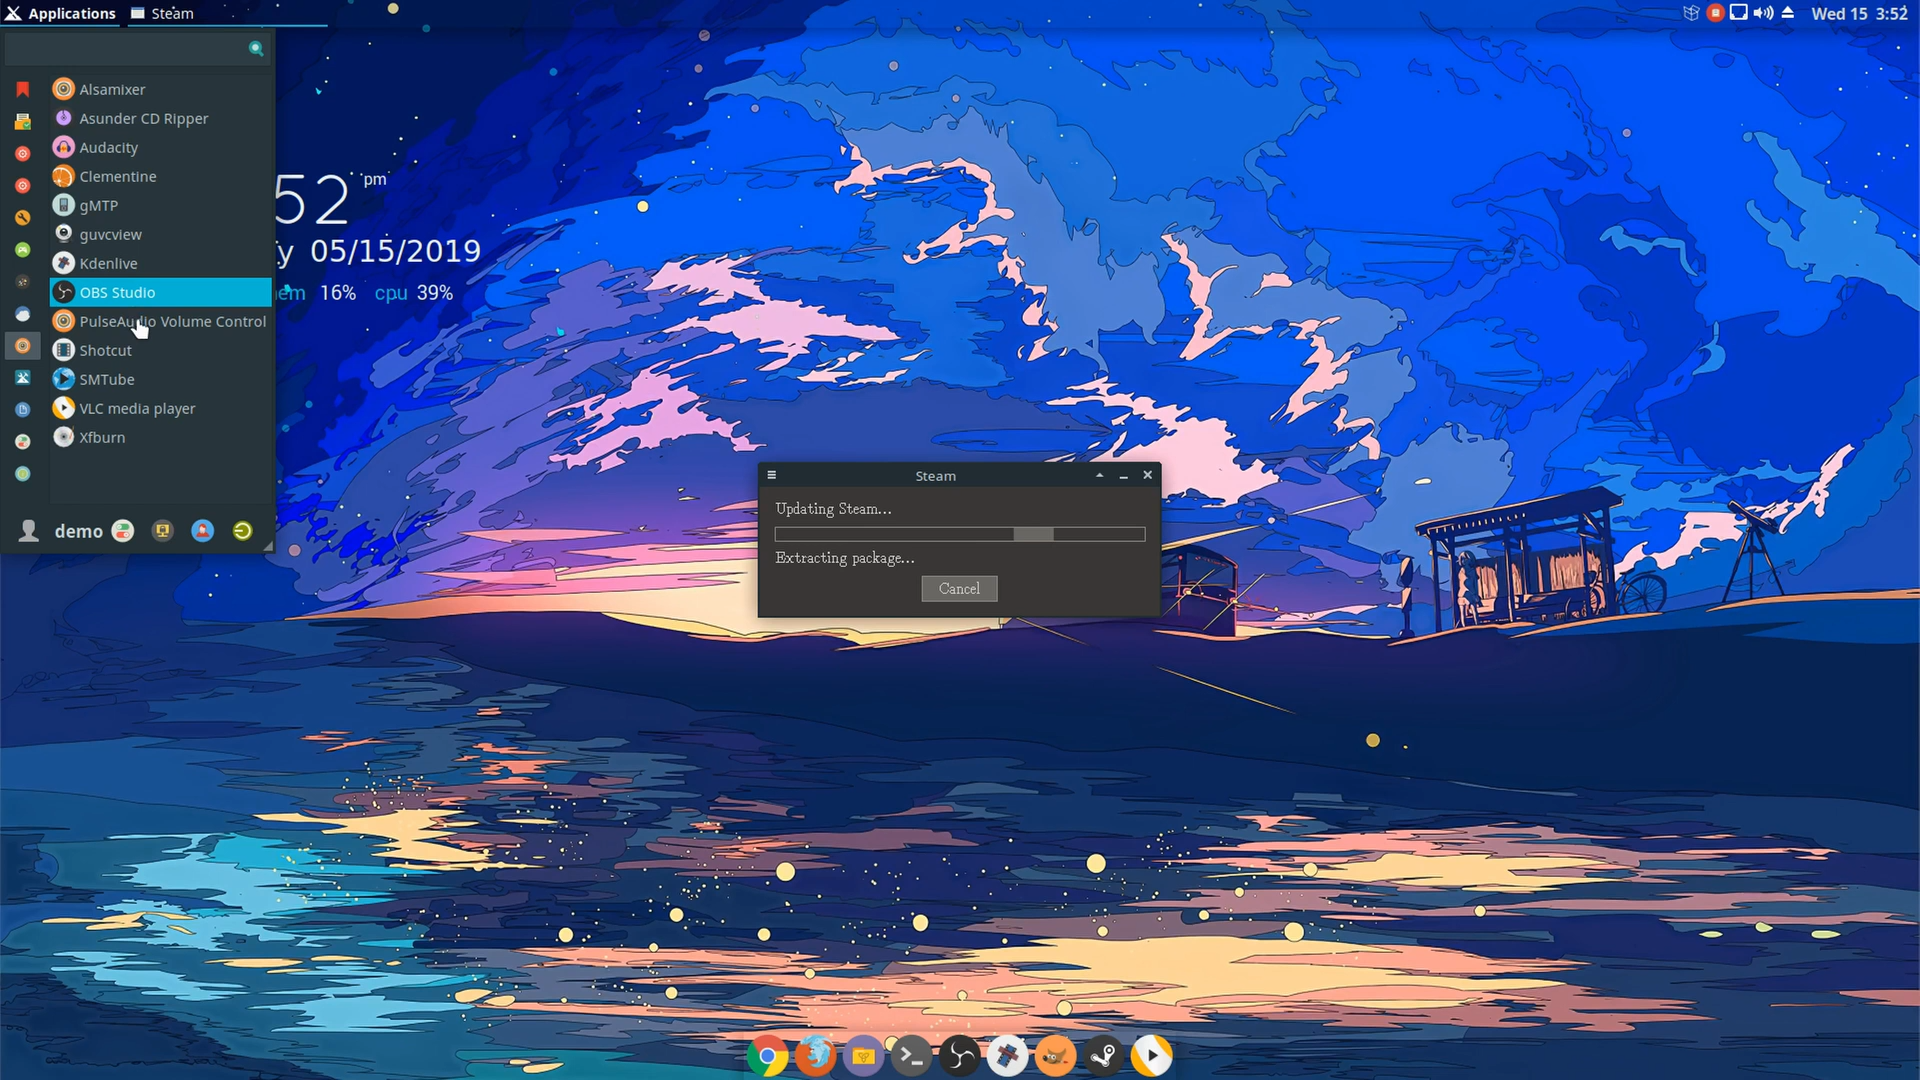 Applications Steam
Wed 15 3:52
Alsamixer
Asunder CD Ripper
Audacity
Clementine
gMTP
guvcview
Kdenlive
OBS Studio
PulseAudio Volume Control
Shotcut
SMTube
VLC media player
Xfburn
demo
52 pm
05/15/2019
16% cpu 39%
Steam
Updating Steam...
Extracting package...
Cancel